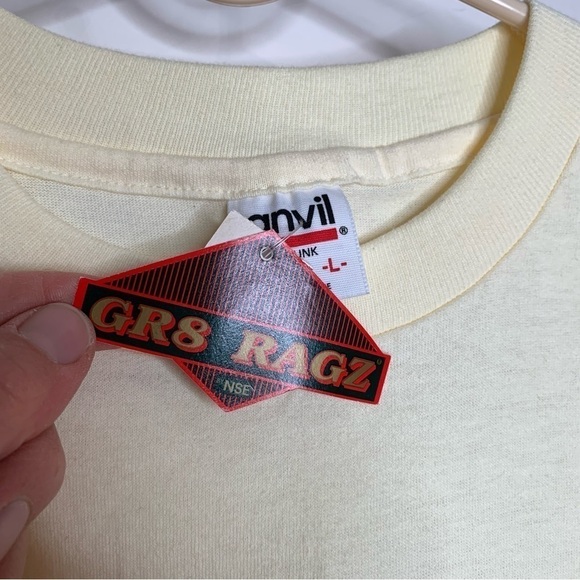 anvil®
-L-
GR8 RAGZ
NSE